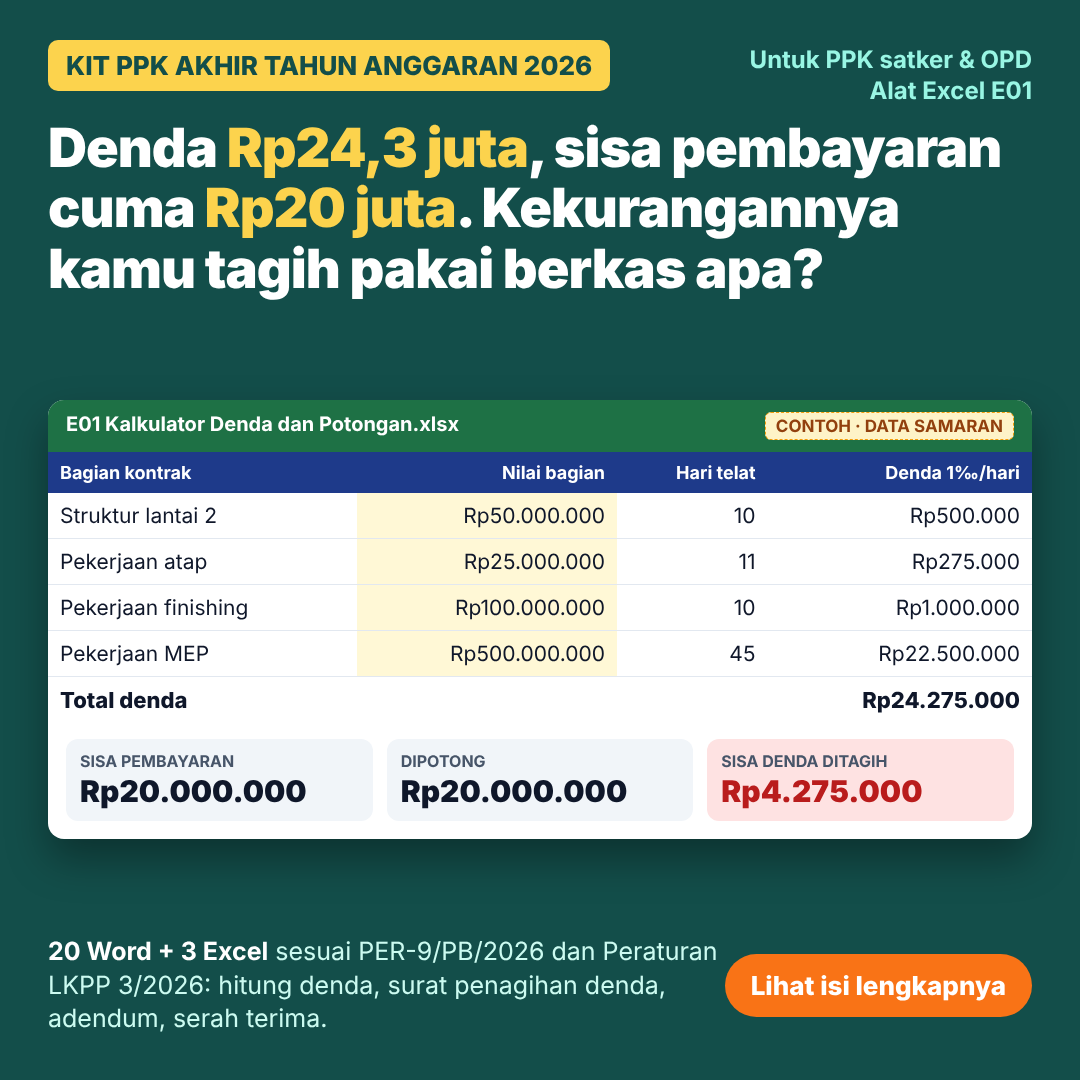 KIT PPK AKHIR TAHUN ANGGARAN 2026
Untuk PPK satker & OPD
Alat Excel E01
Denda Rp24,3 juta, sisa pembayaran
cuma Rp20 juta. Kekurangannya
kamu tagih pakai berkas apa?
E01 Kalkulator Denda dan Potongan.xlsx
CONTOH · DATA SAMARAN
Bagian kontrak Nilai bagian Hari telat Denda 1‰/hari
Struktur lantai 2 Rp50.000.000 10 Rp500.000
Pekerjaan atap Rp25.000.000 11 Rp275.000
Pekerjaan finishing Rp100.000.000 10 Rp1.000.000
Pekerjaan MEP Rp500.000.000 45 Rp22.500.000
Total denda Rp24.275.000
SISA PEMBAYARAN DIPOTONG SISA DENDA DITAGIH
Rp20.000.000 Rp20.000.000 Rp4.275.000
20 Word + 3 Excel sesuai PER-9/PB/2026 dan Peraturan
LKPP 3/2026: hitung denda, surat penagihan denda,
adendum, serah terima.
Lihat isi lengkapnya